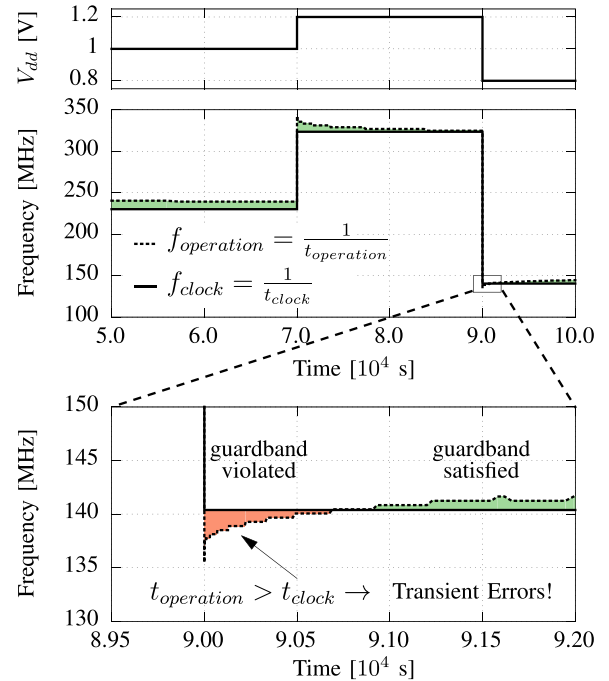 V_dd [V]
1.2
1
0.8
Frequency [MHz]
350
300
250
200
150
100
f_operation = 1/t_operation
f_clock = 1/t_clock
5.0 6.0 7.0 8.0 9.0 10.0
Time [10^4 s]
Frequency [MHz]
150
145
140
135
130
guardband
violated
guardband
satisfied
t_operation > t_clock → Transient Errors!
8.95 9.00 9.05 9.10 9.15 9.20
Time [10^4 s]